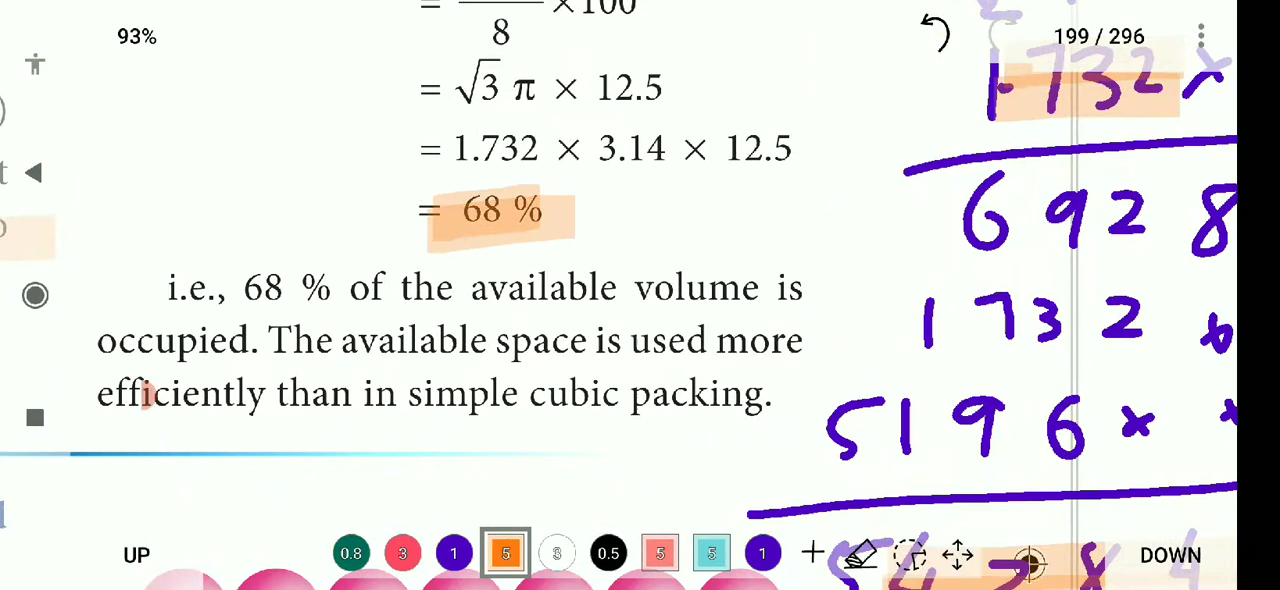 = ×100
8
93%
199 / 296
= √3 π × 12.5
1.732 ×
= 1.732 × 3.14 × 12.5
= 68 %
6928
i.e., 68 % of the available volume is
1732
occupied. The available space is used more
efficiently than in simple cubic packing.
5196 × ×
UP
0.8 3 1 5 3 0.5 5 5 1
DOWN